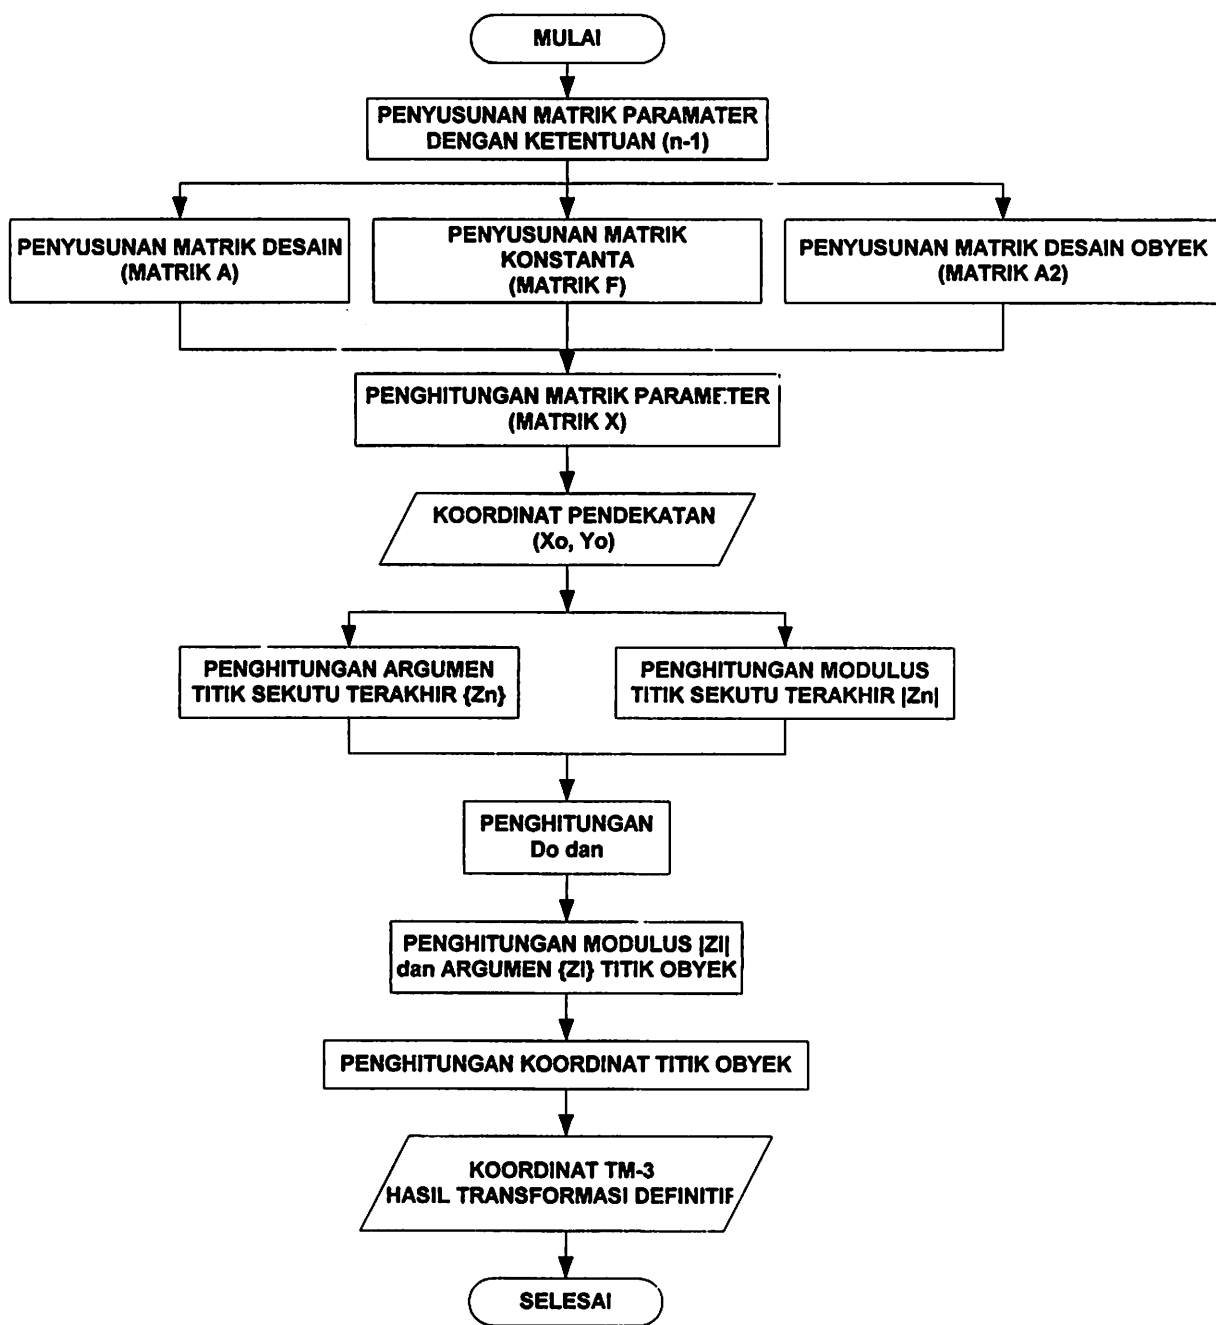 MULAI
PENYUSUNAN MATRIK PARAMATER
DENGAN KETENTUAN (n-1)
PENYUSUNAN MATRIK DESAIN
(MATRIK A)
PENYUSUNAN MATRIK
KONSTANTA
(MATRIK F)
PENYUSUNAN MATRIK DESAIN OBYEK
(MATRIK A2)
PENGHITUNGAN MATRIK PARAMETER
(MATRIK X)
KOORDINAT PENDEKATAN
(Xo, Yo)
PENGHITUNGAN ARGUMEN
TITIK SEKUTU TERAKHIR {Zn}
PENGHITUNGAN MODULUS
TITIK SEKUTU TERAKHIR |Zn|
PENGHITUNGAN
Do dan
PENGHITUNGAN MODULUS |Zi|
dan ARGUMEN {Zi} TITIK OBYEK
PENGHITUNGAN KOORDINAT TITIK OBYEK
KOORDINAT TM-3
HASIL TRANSFORMASI DEFINITIF
SELESAI